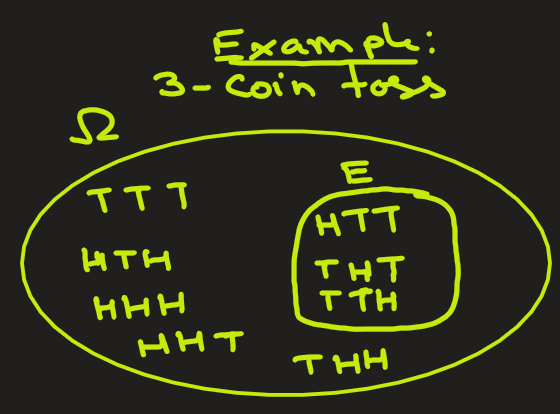 Example:
3-coin toss
Ω
E
TTT
HTT
HTH
THT
HHH
TTH
HHT
THH